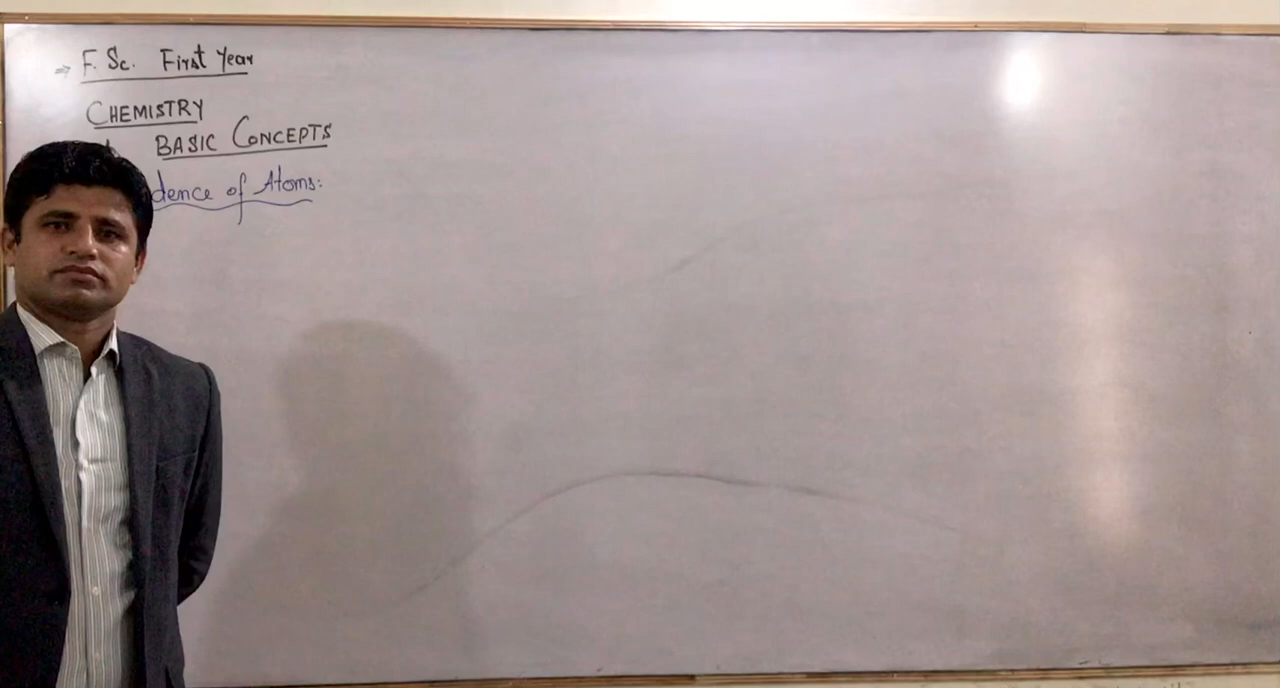 ⇒ F. Sc. First Year
CHEMISTRY
BASIC CONCEPTS
dence of Atoms: